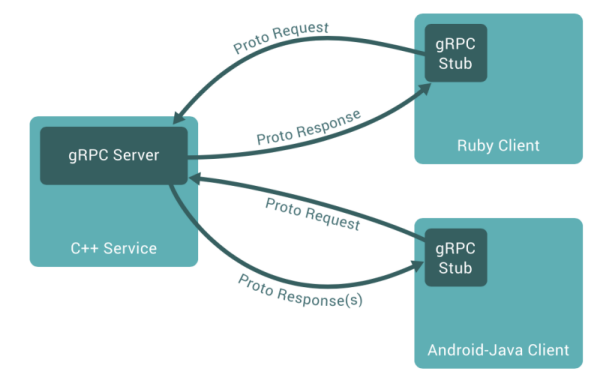 Proto Request
gRPC
Stub
Proto Response
Ruby Client
gRPC Server
C++ Service
Proto Request
gRPC
Stub
Proto Response(s)
Android-Java Client